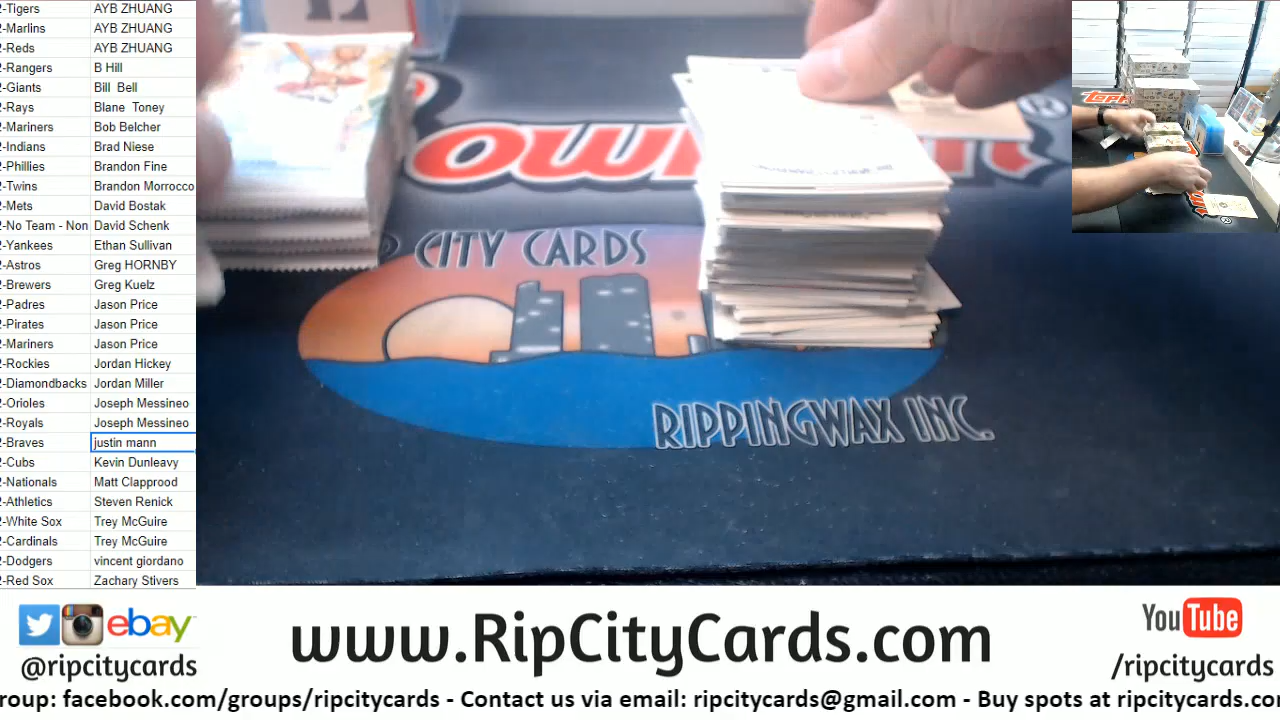 2-Tigers AYB ZHUANG
2-Marlins AYB ZHUANG
2-Reds AYB ZHUANG
2-Rangers B Hill
2-Giants Bill Bell
2-Rays Blane Toney
2-Mariners Bob Belcher
2-Indians Brad Niese
2-Phillies Brandon Fine
2-Twins Brandon Morrocco
2-Mets David Bostak
2-No Team - Non David Schenk
2-Yankees Ethan Sullivan
2-Astros Greg HORNBY
2-Brewers Greg Kuelz
2-Padres Jason Price
2-Pirates Jason Price
2-Mariners Jason Price
2-Rockies Jordan Hickey
2-Diamondbacks Jordan Miller
2-Orioles Joseph Messineo
2-Royals Joseph Messineo
2-Braves justin mann
2-Cubs Kevin Dunleavy
2-Nationals Matt Clapprood
2-Athletics Steven Renick
2-White Sox Trey McGuire
2-Cardinals Trey McGuire
2-Dodgers vincent giordano
2-Red Sox Zachary Stivers
CITY CARDS
RIPPINGWAX INC.
ebay
@ripcitycards
www.RipCityCards.com
YouTube
/ripcitycards
roup: facebook.com/groups/ripcitycards - Contact us via email: ripcitycards@gmail.com - Buy spots at ripcitycards.co